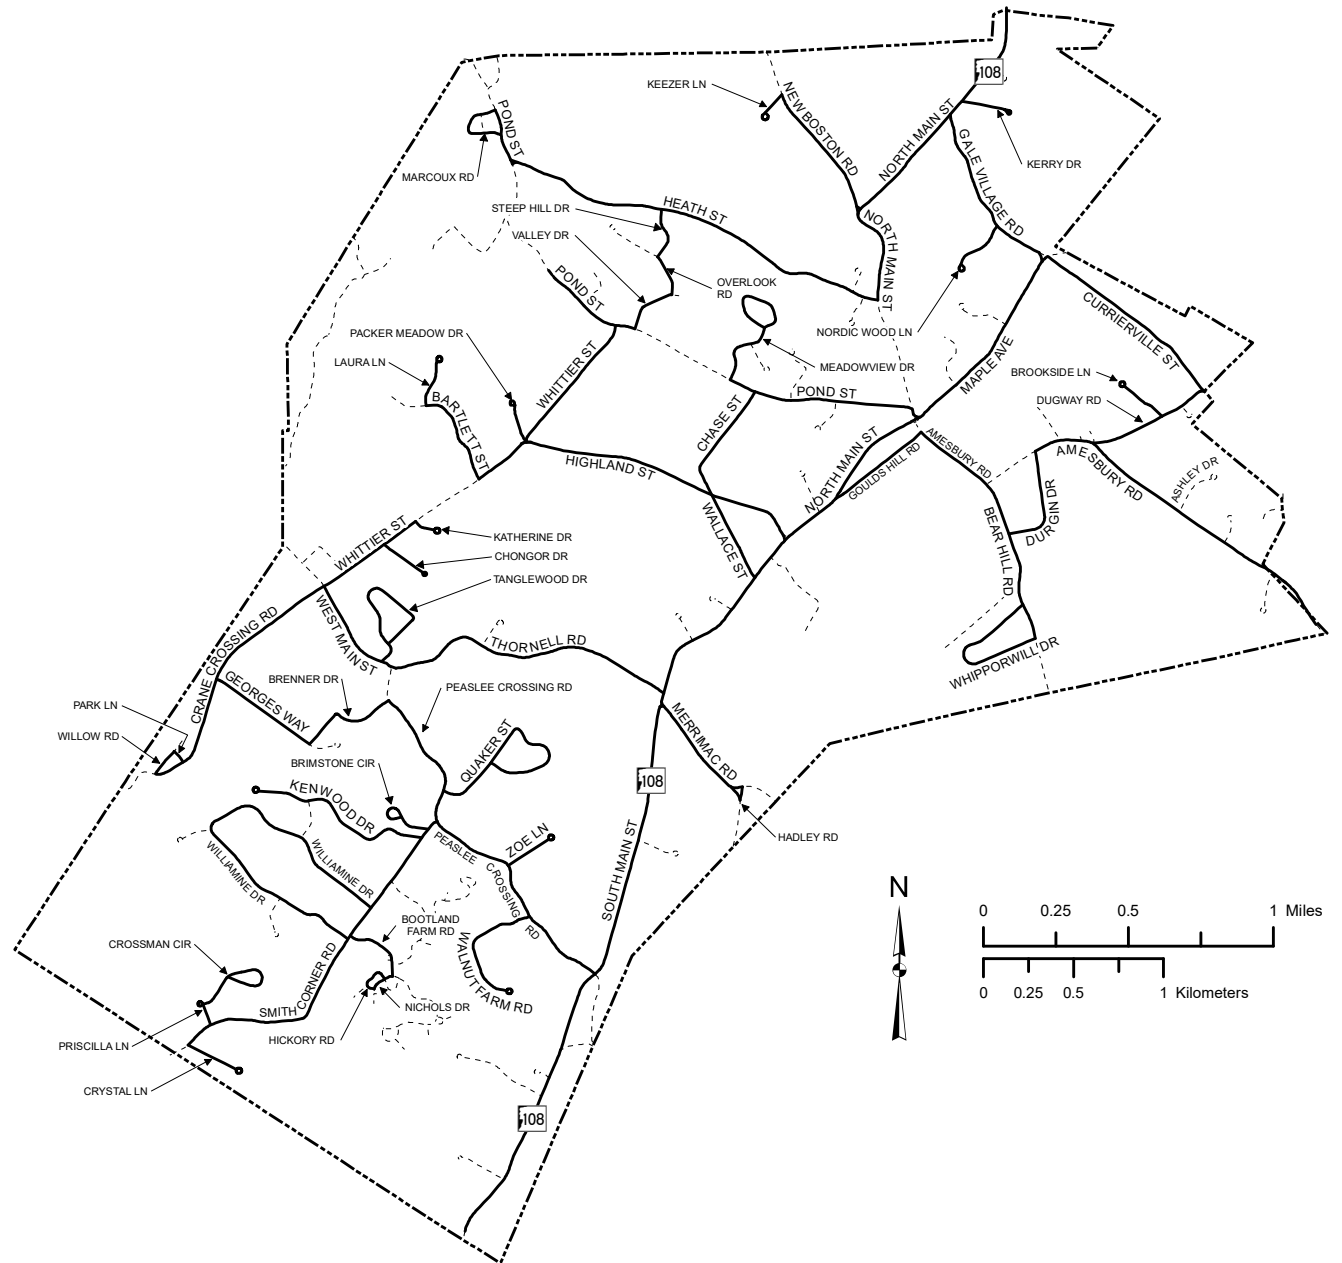 108
KEEZER LN
NEW BOSTON RD
NORTH MAIN ST
POND ST
KERRY DR
GALE VILLAGE RD
MARCOUX RD
STEEP HILL DR
HEATH ST
NORTH MAIN ST
VALLEY DR
POND ST
OVERLOOK
RD
CURRIERVILLE ST
PACKER MEADOW DR
NORDIC WOOD LN
LAURA LN
WHITTIER ST
MEADOWVIEW DR
MAPLE AVE
BROOKSIDE LN
BARTLETT ST
POND ST
DUGWAY RD
CHASE ST
NORTH MAIN ST
AMESBURY RD
HIGHLAND ST
GOULDS HILL RD
AMESBURY RD
ASHLEY DR
WALLACE ST
BEAR HILL RD
DURGIN DR
WHITTIER ST
KATHERINE DR
CHONGOR DR
TANGLEWOOD DR
CRANE CROSSING RD
WEST MAIN ST
THORNELL RD
WHIPPORWILL DR
BRENNER DR
PEASLEE CROSSING RD
GEORGES WAY
PARK LN
WILLOW RD
MERRIMAC RD
QUAKER ST
BRIMSTONE CIR
108
KENWOOD DR
HADLEY RD
ZOE LN
PEASLEE CROSSING RD
WILLIAMINE DR
WILLIAMINE DR
SOUTH MAIN ST
BOOTLAND
FARM RD
WALNUT FARM RD
CROSSMAN CIR
SMITH CORNER RD
NICHOLS DR
HICKORY RD
PRISCILLA LN
CRYSTAL LN
108
N
0 0.25 0.5 1 Miles
0 0.25 0.5 1 Kilometers